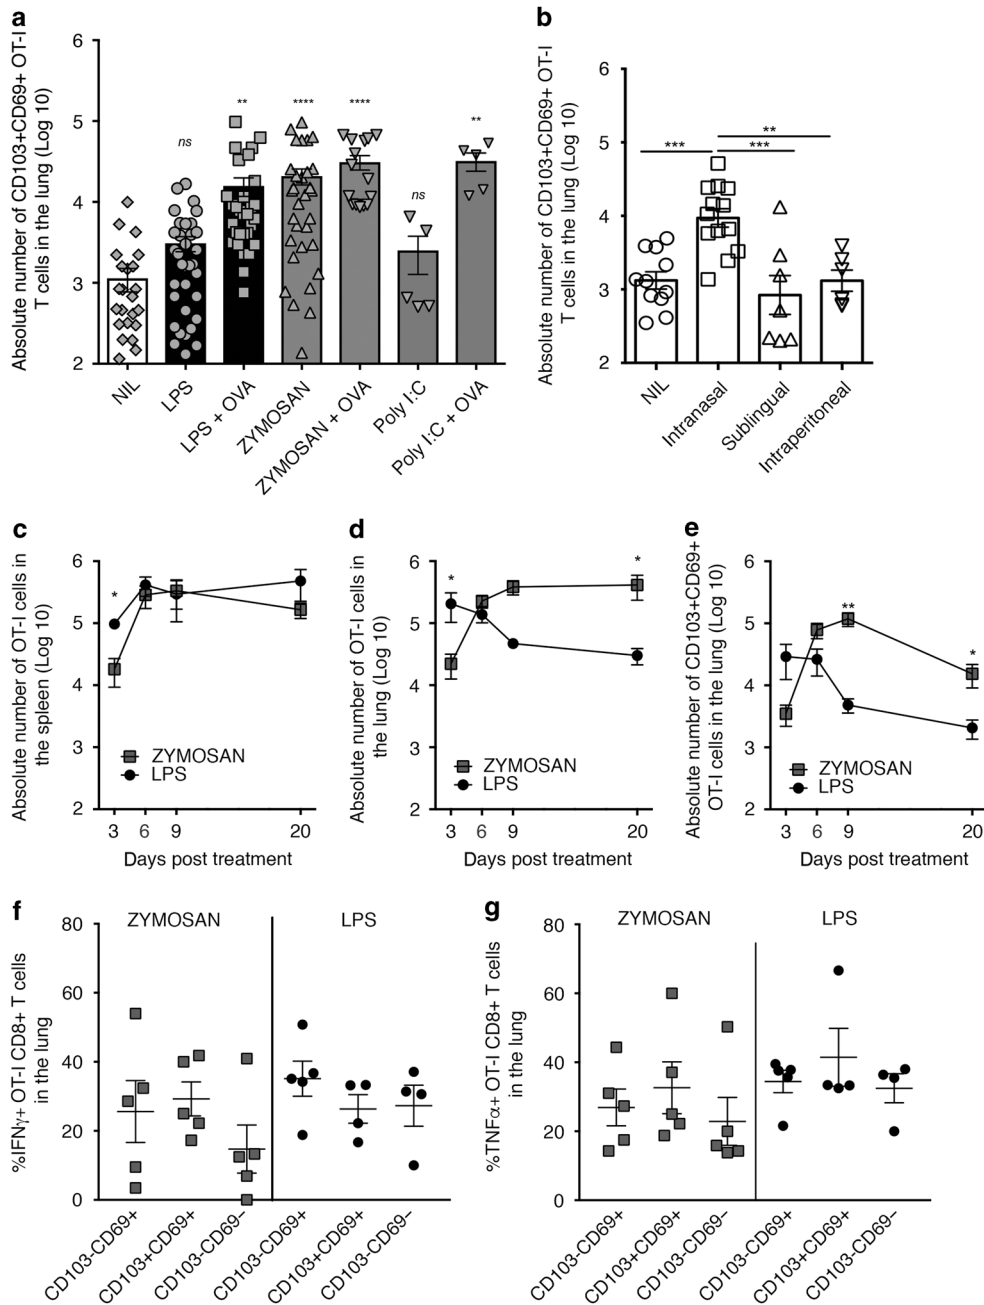 a
Absolute number of CD103+CD69+ OT-I
T cells in the lung (Log 10)
6
5
4
3
2
ns
**
****
****
ns
**
NIL
LPS
LPS + OVA
ZYMOSAN
ZYMOSAN + OVA
Poly I:C
Poly I:C + OVA
b
Absolute number of CD103+CD69+ OT-I
T cells in the lung (Log 10)
6
5
4
3
2
***
**
***
NIL
Intranasal
Sublingual
Intraperitoneal
c
Absolute number of OT-I cells in
the spleen (Log 10)
6
5
4
3
2
*
ZYMOSAN
LPS
3 6 9 20
Days post treatment
d
Absolute number of OT-I cells in
the lung (Log 10)
6
5
4
3
2
*
*
ZYMOSAN
LPS
3 6 9 20
Days post treatment
e
Absolute number of CD103+CD69+
OT-I cells in the lung (Log 10)
6
5
4
3
2
**
*
ZYMOSAN
LPS
3 6 9 20
Days post treatment
f
%IFNγ+ OT-I CD8+ T cells
in the lung
80
60
40
20
0
ZYMOSAN
LPS
CD103-CD69+
CD103+CD69+
CD103-CD69−
CD103-CD69+
CD103+CD69+
CD103-CD69−
g
%TNFα+ OT-I CD8+ T cells
in the lung
80
60
40
20
0
ZYMOSAN
LPS
CD103-CD69+
CD103+CD69+
CD103-CD69−
CD103-CD69+
CD103+CD69+
CD103-CD69−